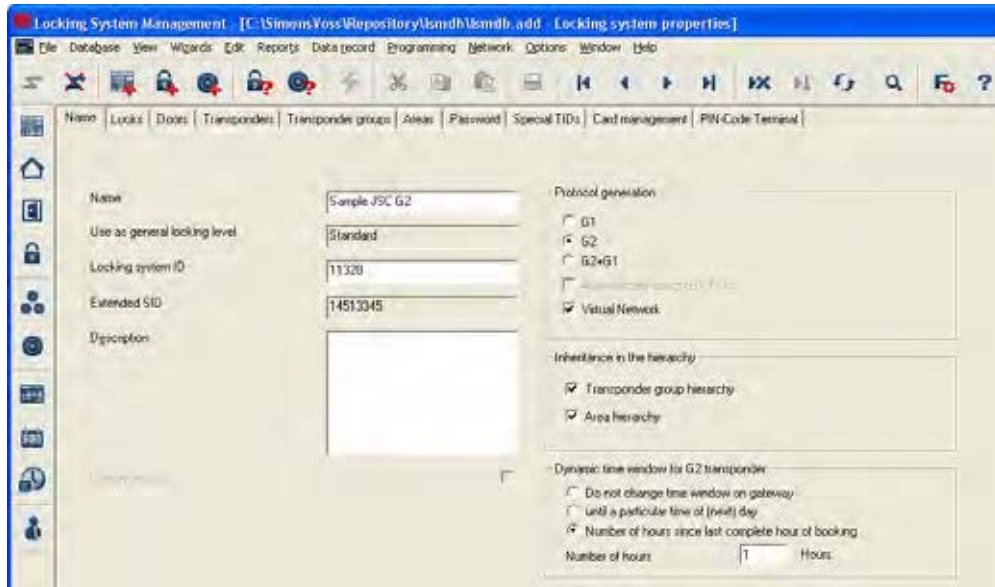 Locking System Management - [C:\SimonsVoss\Repository\lsmdb\lsmdb.add - Locking system properties]
File Database View Wizards Edit Reports Data record Programming Network Options Window Help
Name Locks Doors Transponders Transponder groups Areas Password Special TIDs Card management PIN-Code Terminal
Name Sample JSC G2
Use as general locking level Standard
Locking system ID 11328
Extended SID 14513345
Description
Protocol generation
G1
G2
G2+G1
Virtual Network
Inheritance in the hierarchy
Transponder group hierarchy
Area hierarchy
Dynamic time window for G2 transponder
Do not change time window on gateway
until a particular time of (next) day
Number of hours since last complete hour of booking
Number of hours 1 Hours